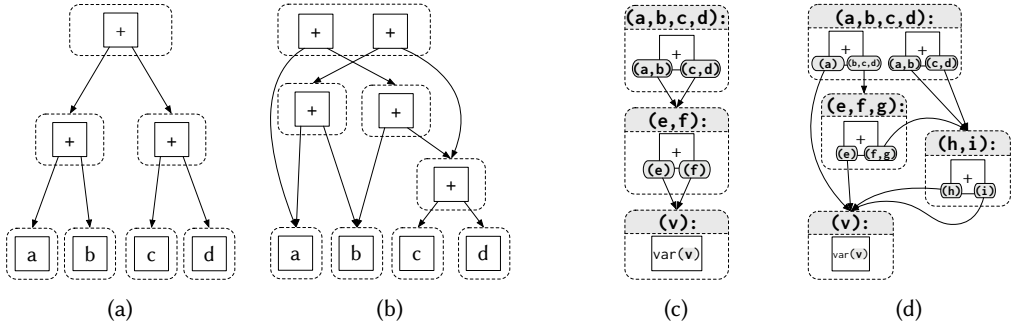 +
+ +
a b c d
(a)
+ +
+ +
+
a b c d
(b)
(a,b,c,d):
+
(a,b) (c,d)
(e,f):
+
(e) (f)
(v):
var(v)
(c)
(a,b,c,d):
+ +
(a) (b,c,d) (a,b) (c,d)
(e,f,g):
+
(e) (f,g)
(h,i):
+
(h) (i)
(v):
var(v)
(d)